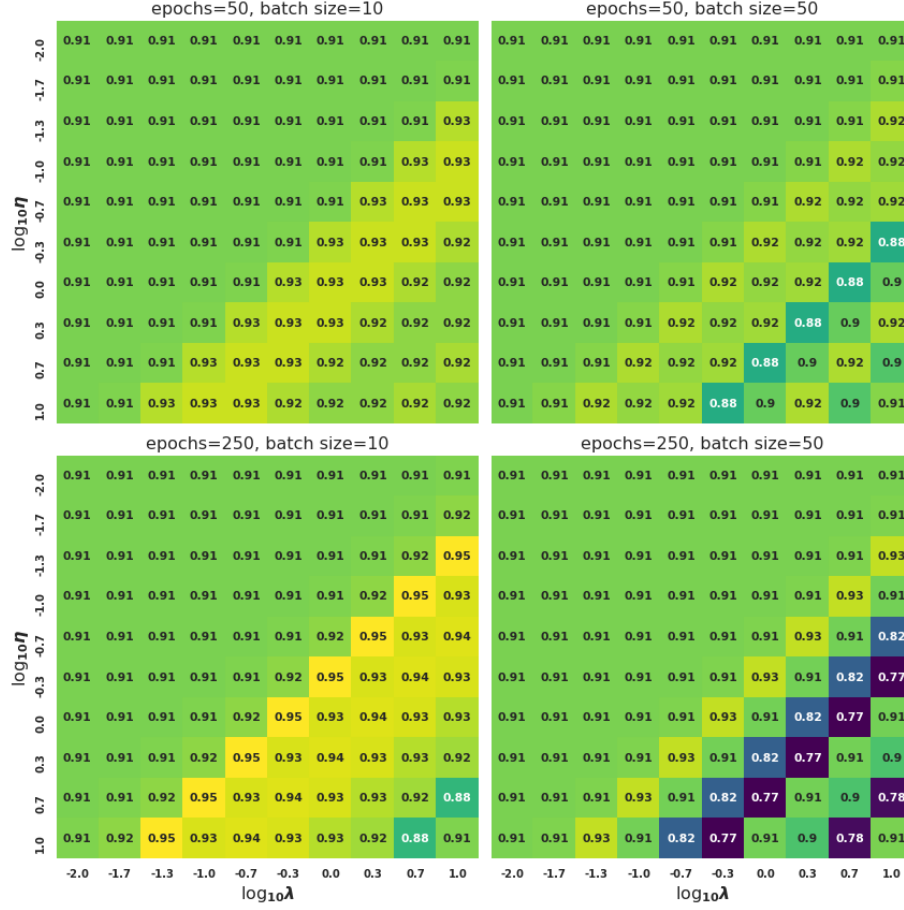 epochs=50, batch size=10 epochs=50, batch size=50
-2.0 0.91 0.91 0.91 0.91 0.91 0.91 0.91 0.91 0.91 0.91 0.91 0.91 0.91 0.91 0.91 0.91 0.91 0.91 0.91 0.91
-1.7 0.91 0.91 0.91 0.91 0.91 0.91 0.91 0.91 0.91 0.91 0.91 0.91 0.91 0.91 0.91 0.91 0.91 0.91 0.91 0.91
-1.3 0.91 0.91 0.91 0.91 0.91 0.91 0.91 0.91 0.91 0.93 0.91 0.91 0.91 0.91 0.91 0.91 0.91 0.91 0.91 0.92
-1.0 0.91 0.91 0.91 0.91 0.91 0.91 0.91 0.91 0.93 0.93 0.91 0.91 0.91 0.91 0.91 0.91 0.91 0.91 0.92 0.92
-0.7 0.91 0.91 0.91 0.91 0.91 0.91 0.91 0.93 0.93 0.93 0.91 0.91 0.91 0.91 0.91 0.91 0.91 0.92 0.92 0.92
log10η
-0.3 0.91 0.91 0.91 0.91 0.91 0.91 0.93 0.93 0.93 0.92 0.91 0.91 0.91 0.91 0.91 0.91 0.92 0.92 0.92 0.88
0.0 0.91 0.91 0.91 0.91 0.91 0.93 0.93 0.93 0.92 0.92 0.91 0.91 0.91 0.91 0.91 0.92 0.92 0.92 0.88 0.9
0.3 0.91 0.91 0.91 0.91 0.93 0.93 0.93 0.92 0.92 0.92 0.91 0.91 0.91 0.91 0.92 0.92 0.92 0.88 0.9 0.92
0.7 0.91 0.91 0.91 0.93 0.93 0.93 0.92 0.92 0.92 0.92 0.91 0.91 0.91 0.92 0.92 0.92 0.88 0.9 0.92 0.9
1.0 0.91 0.91 0.93 0.93 0.93 0.92 0.92 0.92 0.92 0.92 0.91 0.91 0.92 0.92 0.92 0.88 0.9 0.92 0.9 0.91
epochs=250, batch size=10 epochs=250, batch size=50
-2.0 0.91 0.91 0.91 0.91 0.91 0.91 0.91 0.91 0.91 0.91 0.91 0.91 0.91 0.91 0.91 0.91 0.91 0.91 0.91 0.91
-1.7 0.91 0.91 0.91 0.91 0.91 0.91 0.91 0.91 0.91 0.92 0.91 0.91 0.91 0.91 0.91 0.91 0.91 0.91 0.91 0.91
-1.3 0.91 0.91 0.91 0.91 0.91 0.91 0.91 0.91 0.92 0.95 0.91 0.91 0.91 0.91 0.91 0.91 0.91 0.91 0.91 0.93
-1.0 0.91 0.91 0.91 0.91 0.91 0.91 0.91 0.92 0.95 0.93 0.91 0.91 0.91 0.91 0.91 0.91 0.91 0.91 0.93 0.91
-0.7 0.91 0.91 0.91 0.91 0.91 0.91 0.92 0.95 0.93 0.94 0.91 0.91 0.91 0.91 0.91 0.91 0.91 0.93 0.91 0.82
log10η
-0.3 0.91 0.91 0.91 0.91 0.91 0.92 0.95 0.93 0.94 0.93 0.91 0.91 0.91 0.91 0.91 0.91 0.93 0.91 0.82 0.77
0.0 0.91 0.91 0.91 0.91 0.92 0.95 0.93 0.94 0.93 0.93 0.91 0.91 0.91 0.91 0.91 0.93 0.91 0.82 0.77 0.91
0.3 0.91 0.91 0.91 0.92 0.95 0.93 0.94 0.93 0.93 0.92 0.91 0.91 0.91 0.91 0.93 0.91 0.82 0.77 0.91 0.9
0.7 0.91 0.91 0.92 0.95 0.93 0.94 0.93 0.93 0.92 0.88 0.91 0.91 0.91 0.93 0.91 0.82 0.77 0.91 0.9 0.78
1.0 0.91 0.92 0.95 0.93 0.94 0.93 0.93 0.92 0.88 0.91 0.91 0.91 0.93 0.91 0.82 0.77 0.91 0.9 0.78 0.91
-2.0 -1.7 -1.3 -1.0 -0.7 -0.3 0.0 0.3 0.7 1.0 -2.0 -1.7 -1.3 -1.0 -0.7 -0.3 0.0 0.3 0.7 1.0
log10λ log10λ